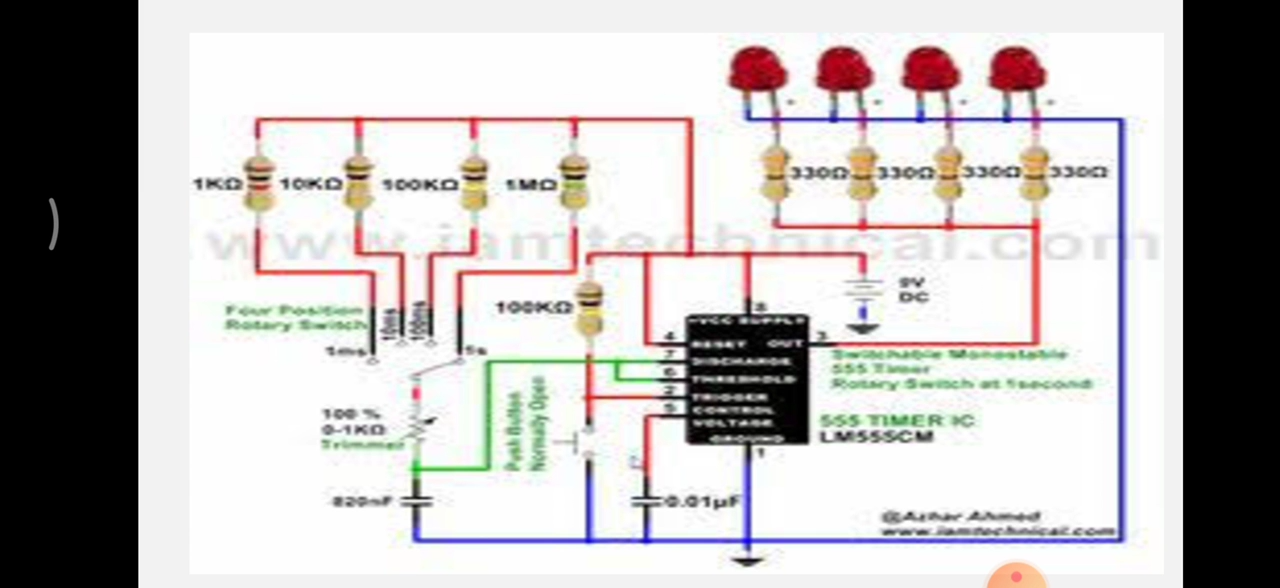 1KΩ
10KΩ
100KΩ
1MΩ
330Ω
330Ω
330Ω
330Ω
www.iamtechnical.com
Four Position
Rotary Switch
1ms
10ms
100ms
1s
100KΩ
9V
DC
8
VCC SUPPLY
4
RESET
OUT
3
7
DISCHARGE
6
THRESHOLD
2
TRIGGER
5
CONTROL
VOLTAGE
GROUND
1
Switchable Monostable
555 Timer
Rotary Switch at 1second
555 TIMER IC
LM555CM
100 %
0-1KΩ
Trimmer
Push Button
Normally Open
820nF
0.01µF
@Azhar Ahmed
www.iamtechnical.com